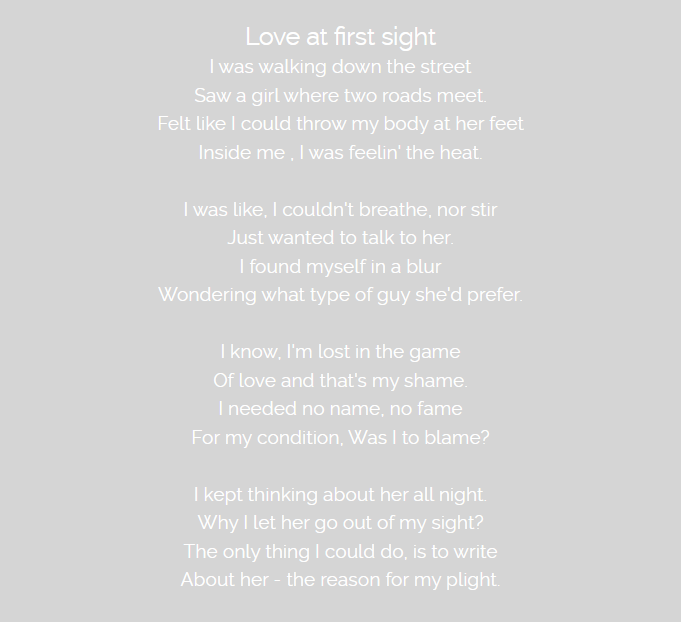 Love at first sight
I was walking down the street
Saw a girl where two roads meet.
Felt like I could throw my body at her feet
Inside me , I was feelin' the heat.
I was like, I couldn't breathe, nor stir
Just wanted to talk to her.
I found myself in a blur
Wondering what type of guy she'd prefer.
I know, I'm lost in the game
Of love and that's my shame.
I needed no name, no fame
For my condition, Was I to blame?
I kept thinking about her all night.
Why I let her go out of my sight?
The only thing I could do, is to write
About her - the reason for my plight.